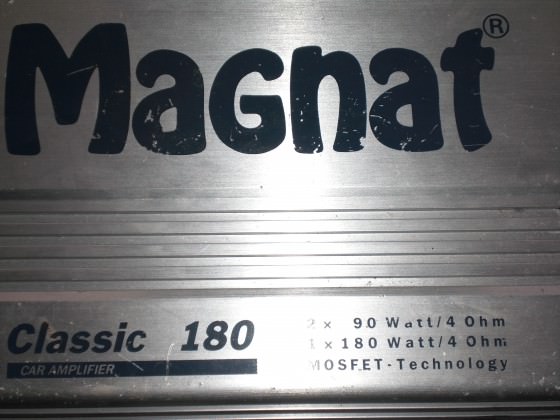 Magnat®
Classic 180
CAR AMPLIFIER
2 x 90 Watt/4 Ohm
1 x 180 Watt/4 Ohm
MOSFET-Technology